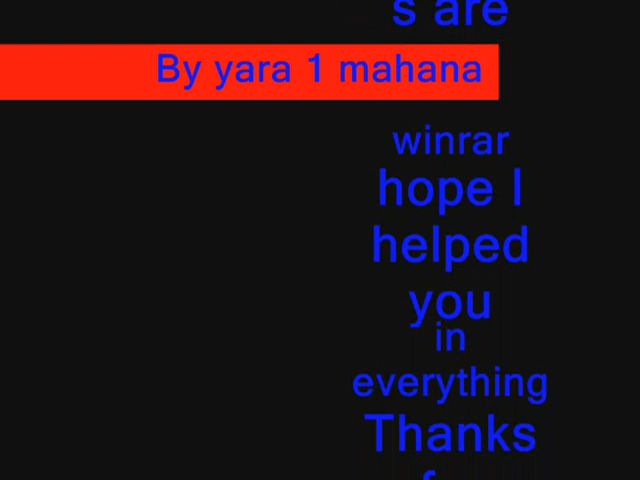 s are
By yara 1 mahana
winrar
hope I
helped
you
in
everything
Thanks